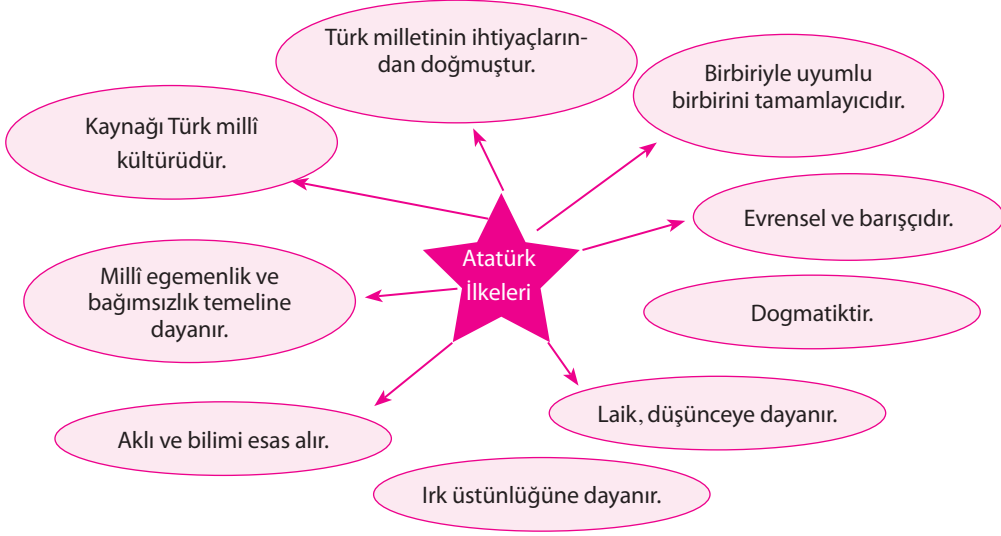 Türk milletinin ihtiyaçların-
dan doğmuştur.
Birbiriyle uyumlu
birbirini tamamlayıcıdır.
Kaynağı Türk millî
kültürüdür.
Evrensel ve barışçıdır.
Atatürk
İlkeleri
Millî egemenlik ve
bağımsızlık temeline
dayanır.
Dogmatiktir.
Laik, düşünceye dayanır.
Aklı ve bilimi esas alır.
Irk üstünlüğüne dayanır.